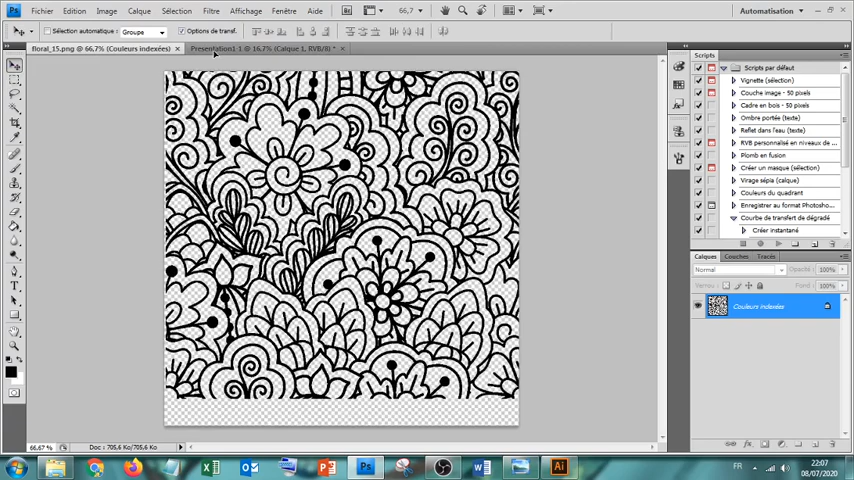 Fichier Edition Image Calque Sélection Filtre Analyse 3D Affichage Fenêtre Aide 66,7 Automatisation
Sélection automatique : Groupe Options de transf.
floral_15.png @ 66,7% (Couleurs indexées) × Presentation1-1 @ 16,7% (Calque 1, RVB/8) * ×
Scripts
Scripts par défaut
Vignette (sélection)
Couche image - 50 pixels
Cadre en bois - 50 pixels
Ombre portée (texte)
Reflet dans l'eau (texte)
RVB personnalisé en niveaux de ...
Plomb en fusion
Créer un masque (sélection)
Virage sépia (calque)
Couleurs du quadrant
Enregistrer au format Photosho...
Courbe de transfert de dégradé
Créer instantané
Calques Couches Tracés
Normal Opacité : 100%
Verrou : Fond : 100%
Couleurs indexées
66,67 % Doc : 705,6 Ko/705,6 Ko
FR 22:07
08/07/2020